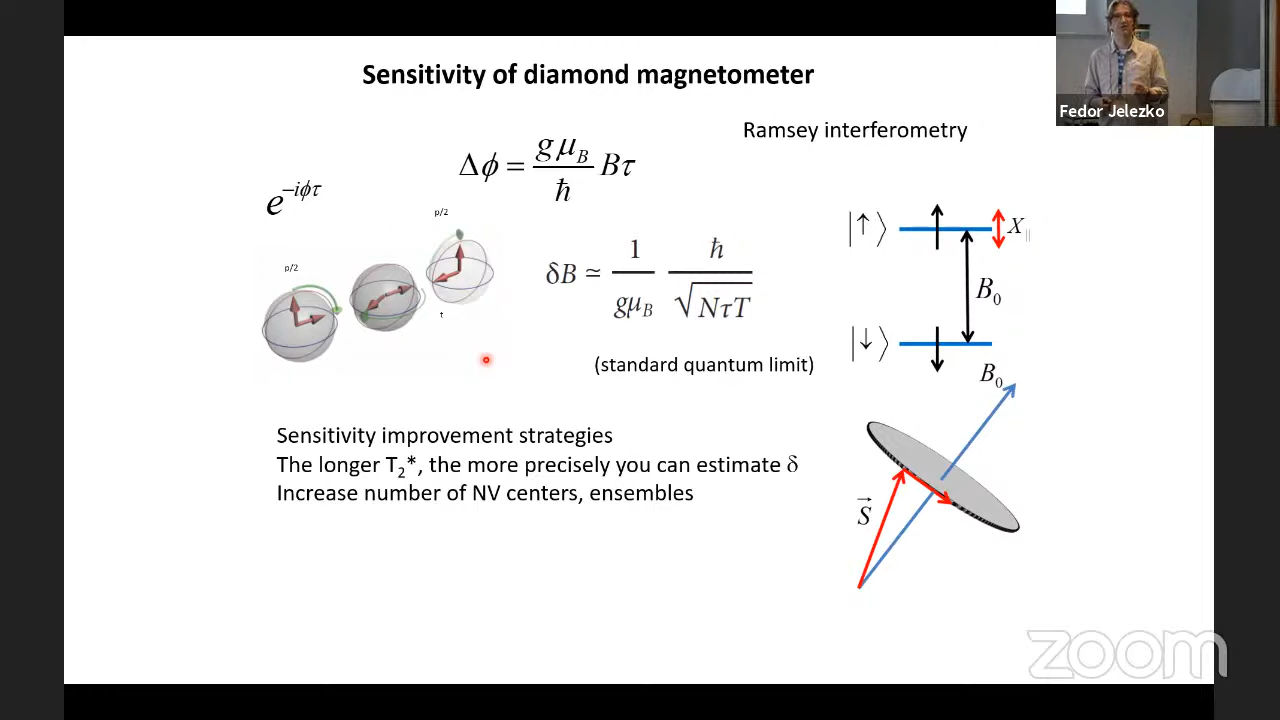 Sensitivity of diamond magnetometer
Fedor Jelezko
Ramsey interferometry
Δϕ = gμ_B/ħ Bτ
e^{−iϕτ}
p/2
p/2
t
δB ≃ 1/gμ_B ħ/√NτT
(standard quantum limit)
|↑⟩
X_∥
B_0
|↓⟩
B_0
S⃗
Sensitivity improvement strategies
The longer T_2*, the more precisely you can estimate δ
Increase number of NV centers, ensembles
zoom